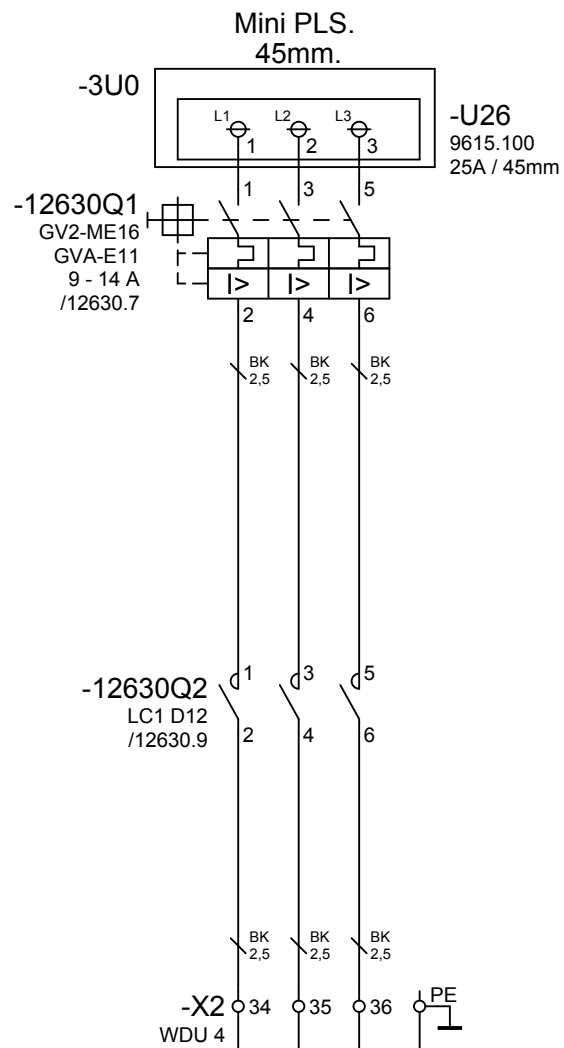 Mini PLS.
45mm.
-3U0
L1 L2 L3
1 2 3
-U26
9615.100
25A / 45mm
1 3 5
-12630Q1
GV2-ME16
GVA-E11
9 - 14 A
/12630.7
I> I> I>
2 4 6
BK BK BK
2,5 2,5 2,5
1 3 5
-12630Q2
LC1 D12
/12630.9
2 4 6
BK BK BK
2,5 2,5 2,5
-X2 34 35 36 PE
WDU 4